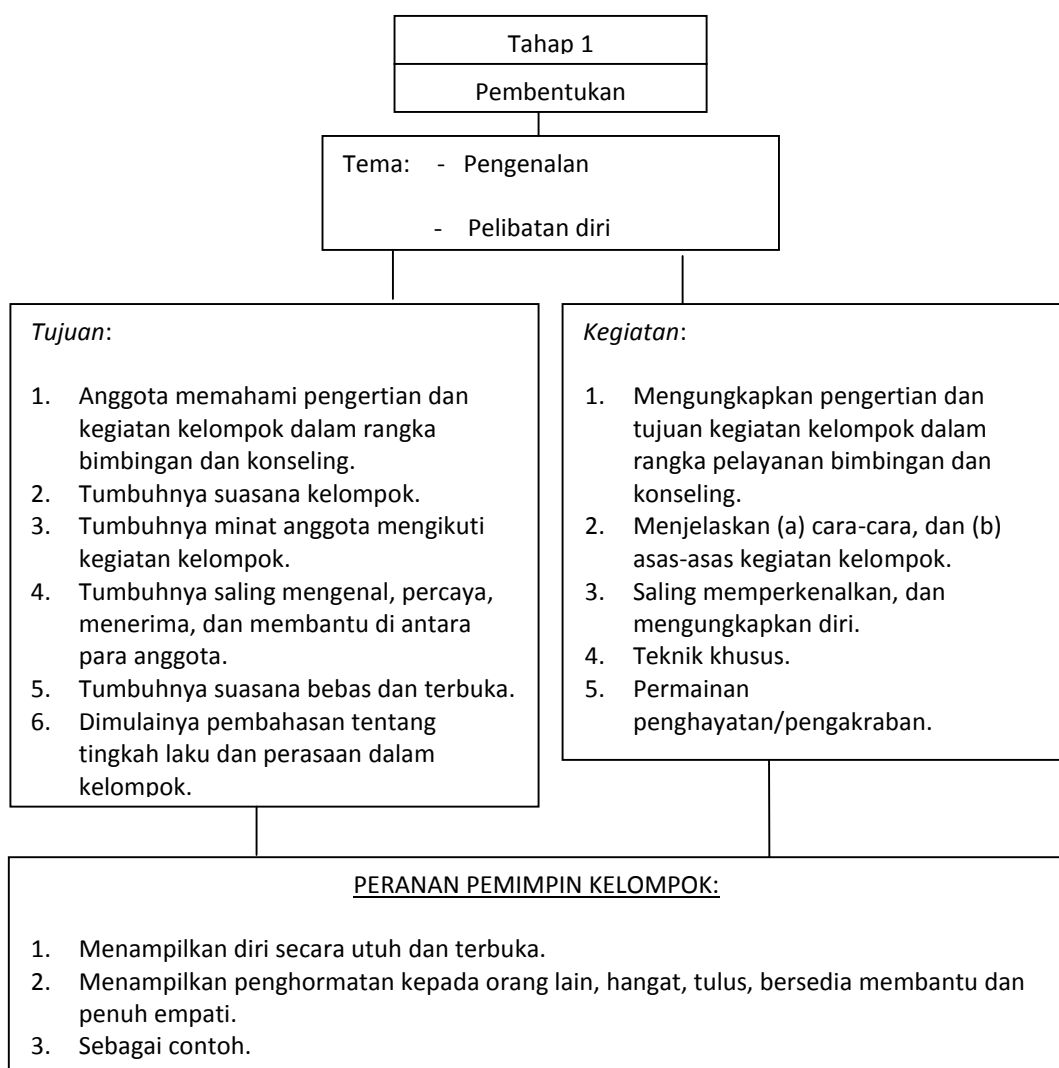 Tahap 1
Pembentukan
Tema: - Pengenalan
- Pelibatan diri
Tujuan:
1. Anggota memahami pengertian dan
kegiatan kelompok dalam rangka
bimbingan dan konseling.
2. Tumbuhnya suasana kelompok.
3. Tumbuhnya minat anggota mengikuti
kegiatan kelompok.
4. Tumbuhnya saling mengenal, percaya,
menerima, dan membantu di antara
para anggota.
5. Tumbuhnya suasana bebas dan terbuka.
6. Dimulainya pembahasan tentang
tingkah laku dan perasaan dalam
kelompok.
Kegiatan:
1. Mengungkapkan pengertian dan
tujuan kegiatan kelompok dalam
rangka pelayanan bimbingan dan
konseling.
2. Menjelaskan (a) cara-cara, dan (b)
asas-asas kegiatan kelompok.
3. Saling memperkenalkan, dan
mengungkapkan diri.
4. Teknik khusus.
5. Permainan
penghayatan/pengakraban.
PERANAN PEMIMPIN KELOMPOK:
1. Menampilkan diri secara utuh dan terbuka.
2. Menampilkan penghormatan kepada orang lain, hangat, tulus, bersedia membantu dan
penuh empati.
3. Sebagai contoh.